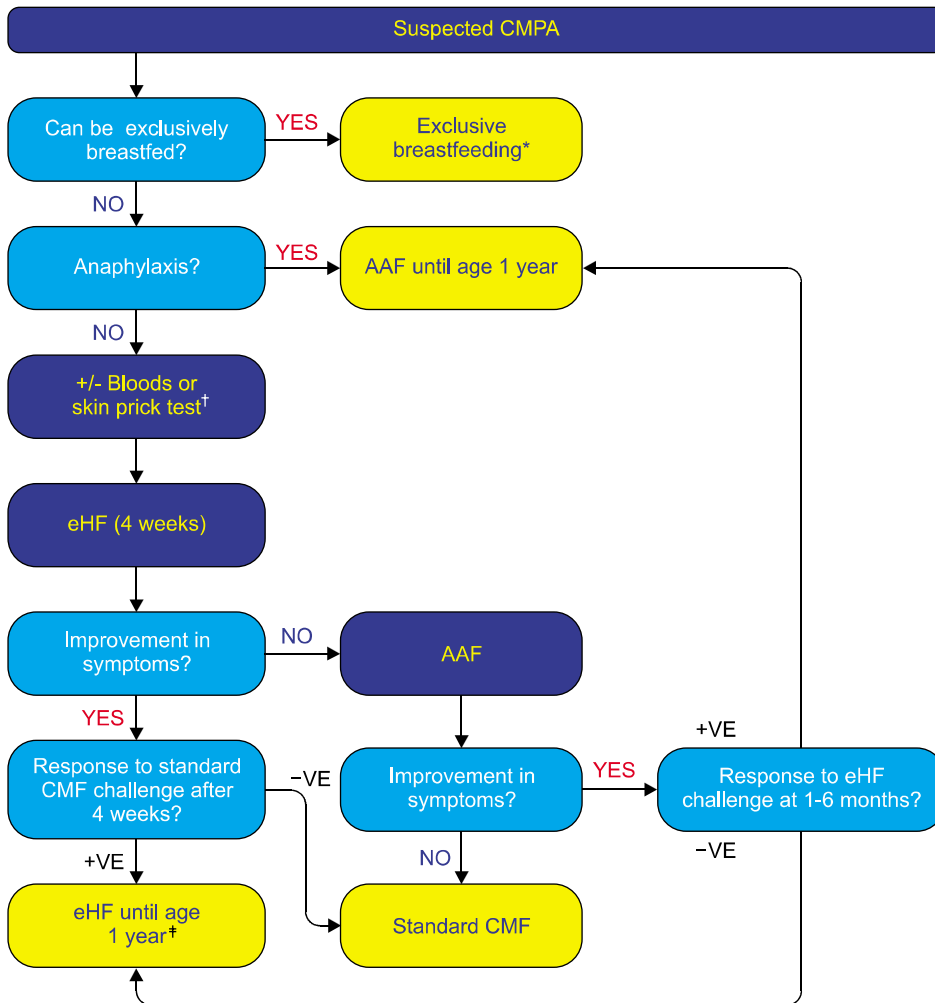 Suspected CMPA
Can be exclusively
breastfed?
YES
Exclusive
breastfeeding*
NO
Anaphylaxis?
YES
AAF until age 1 year
NO
+/- Bloods or
skin prick test†
eHF (4 weeks)
Improvement in
symptoms?
NO
AAF
YES
Response to standard
CMF challenge after
4 weeks?
−VE
Improvement in
symptoms?
YES
+VE
Response to eHF
challenge at 1-6 months?
−VE
+VE
NO
eHF until age
1 year‡
Standard CMF